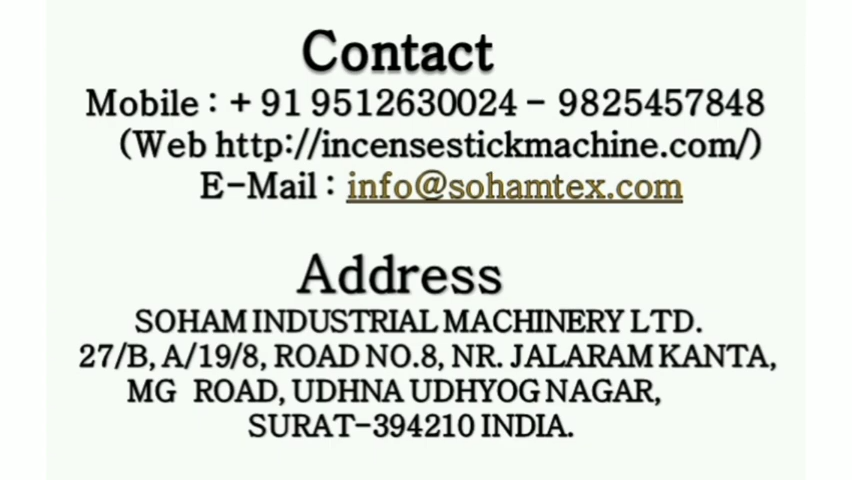 Contact
Mobile : + 91 9512630024 - 9825457848
(Web http://incensestickmachine.com/)
E-Mail : info@sohamtex.com
Address
SOHAM INDUSTRIAL MACHINERY LTD.
27/B, A/19/8, ROAD NO.8, NR. JALARAM KANTA,
MG ROAD, UDHNA UDHYOG NAGAR,
SURAT-394210 INDIA.